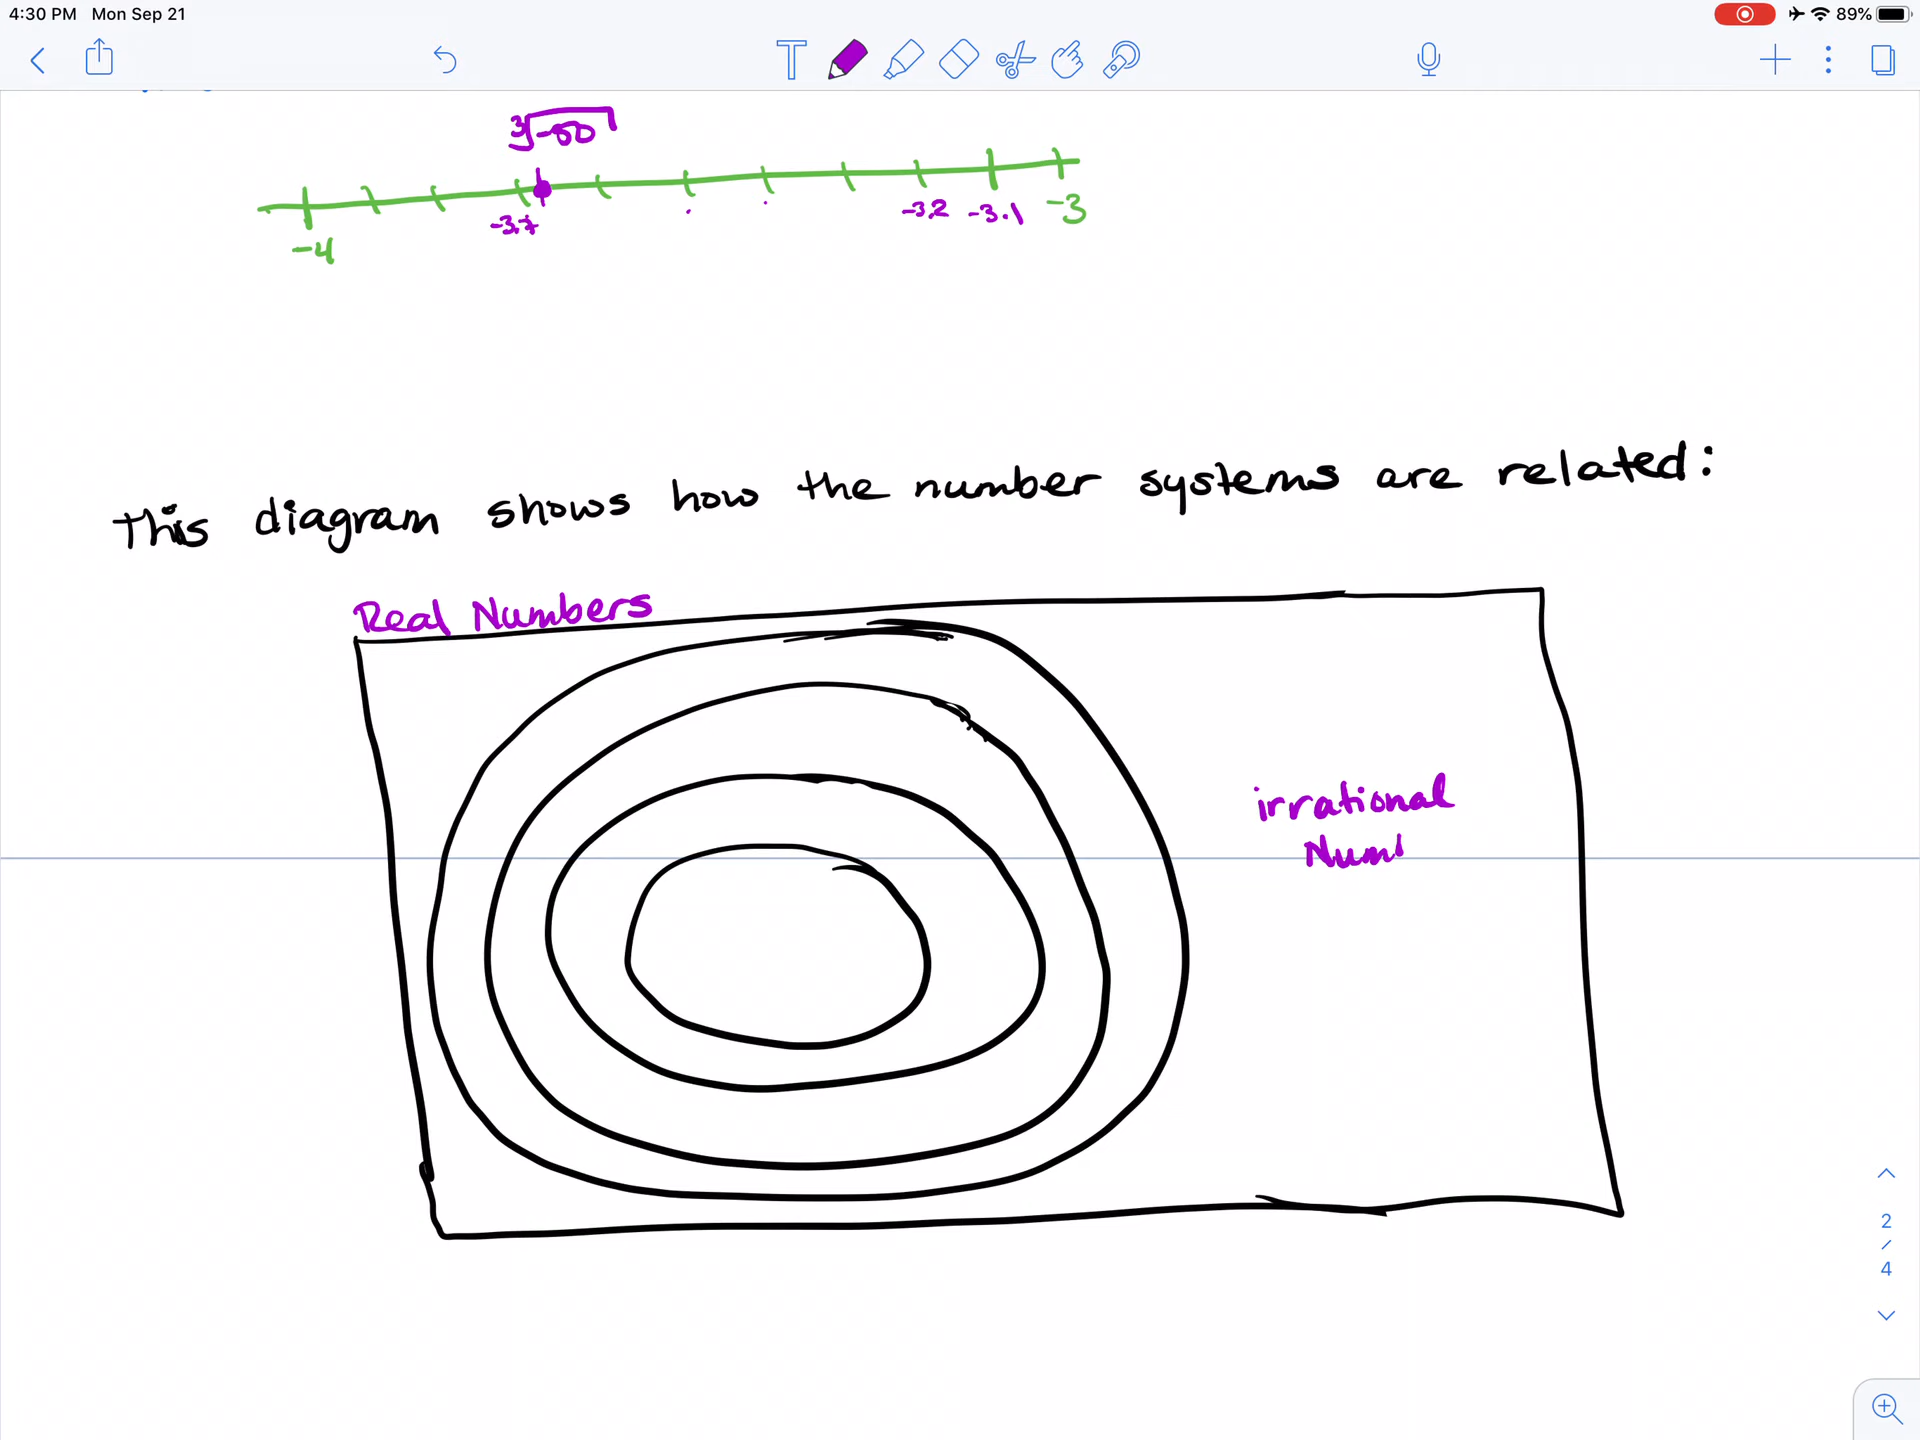 4:30 PM Mon Sep 21
89%
T
3√-50
-4 -3.7 -3.2 -3.1 -3
This diagram shows how the number systems are related:
Real Numbers
irrational
Num
2
/
4